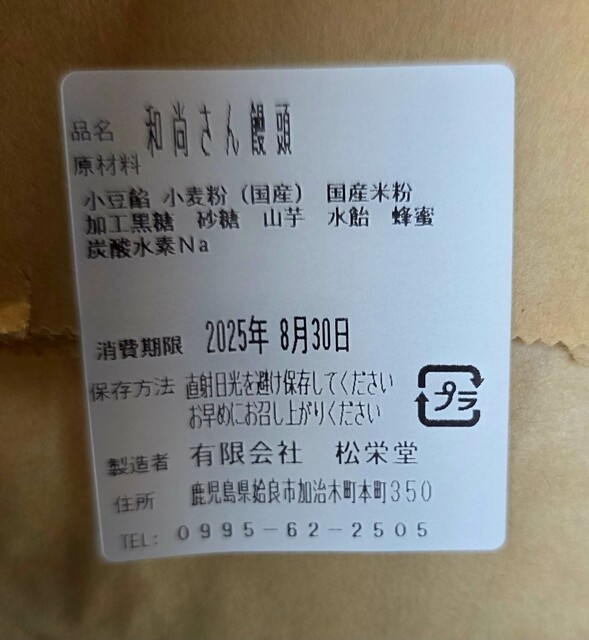 品名 和尚さん饅頭
原材料
小豆餡 小麦粉（国産） 国産米粉
加工黒糖 砂糖 山芋 水飴 蜂蜜
炭酸水素Na
消費期限 2025年 8月30日
保存方法 直射日光を避け保存してください
お早めにお召し上がりください
プラ
製造者 有限会社 松栄堂
住所 鹿児島県姶良市加治木町本町350
TEL: 0995-62-2505